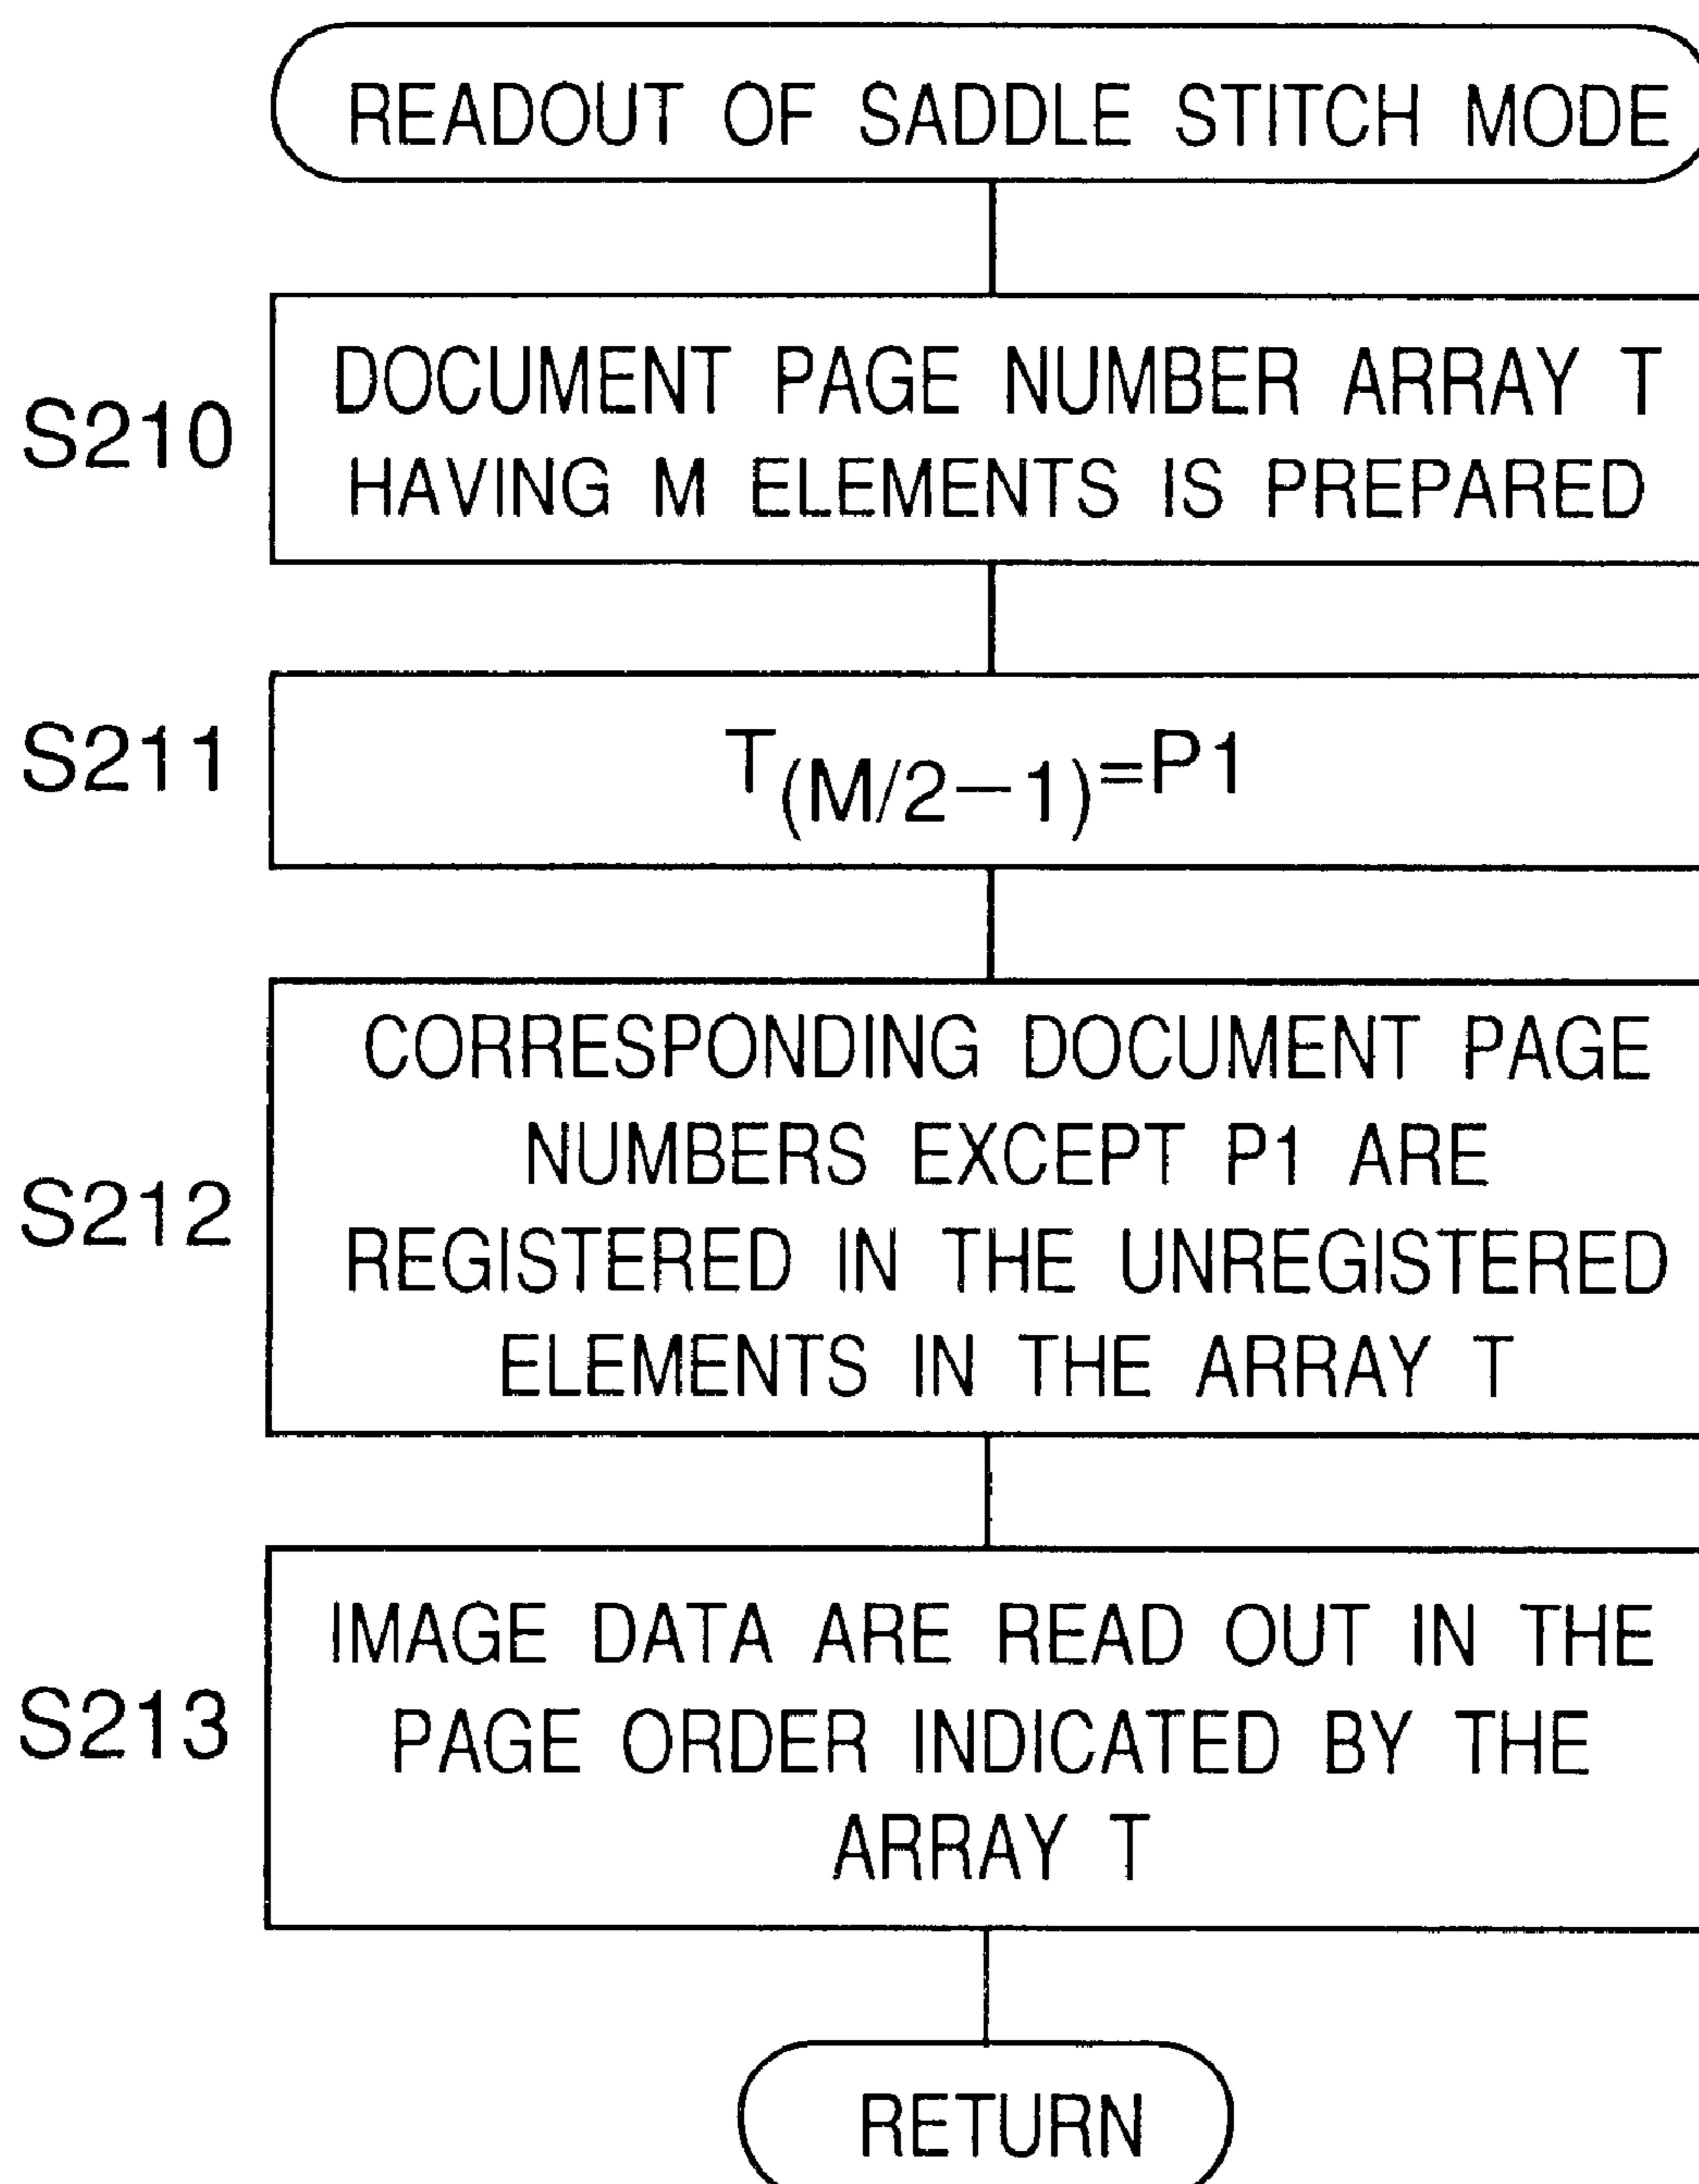 READOUT OF SADDLE STITCH MODE
S210
DOCUMENT PAGE NUMBER ARRAY T
HAVING M ELEMENTS IS PREPARED
S211
T(M/2−1)=P1
S212
CORRESPONDING DOCUMENT PAGE
NUMBERS EXCEPT P1 ARE
REGISTERED IN THE UNREGISTERED
ELEMENTS IN THE ARRAY T
S213
IMAGE DATA ARE READ OUT IN THE
PAGE ORDER INDICATED BY THE
ARRAY T
RETURN